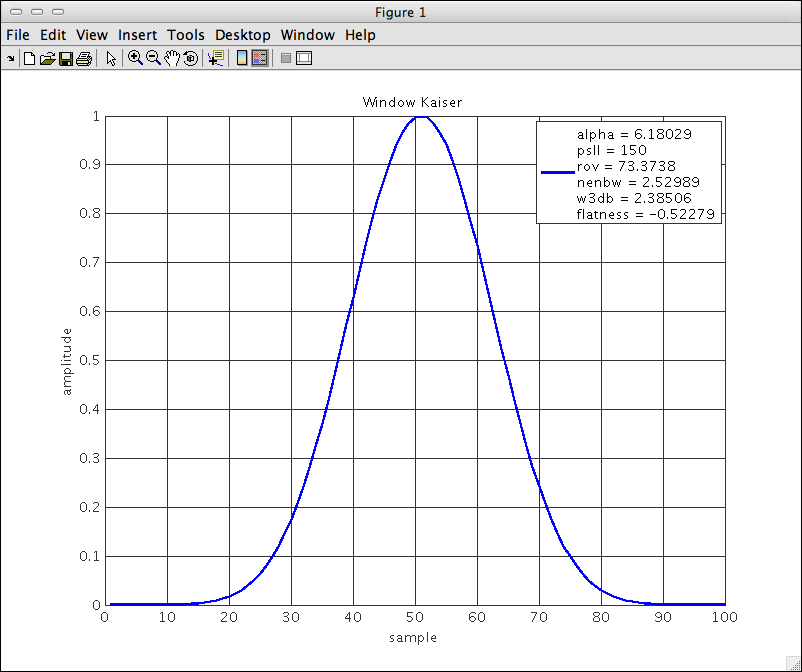 Figure 1
File Edit View Insert Tools Desktop Window Help
Window Kaiser
alpha = 6.18029
psll = 150
rov = 73.3738
nenbw = 2.52989
w3db = 2.38506
flatness = −0.52279
1
0.9
0.8
0.7
0.6
0.5
0.4
0.3
0.2
0.1
0
amplitude
0 10 20 30 40 50 60 70 80 90 100
sample